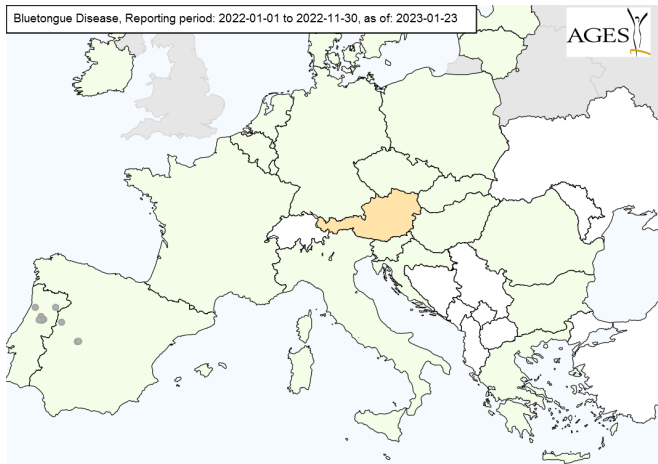 Bluetongue Disease, Reporting period: 2022-01-01 to 2022-11-30, as of: 2023-01-23
AGES